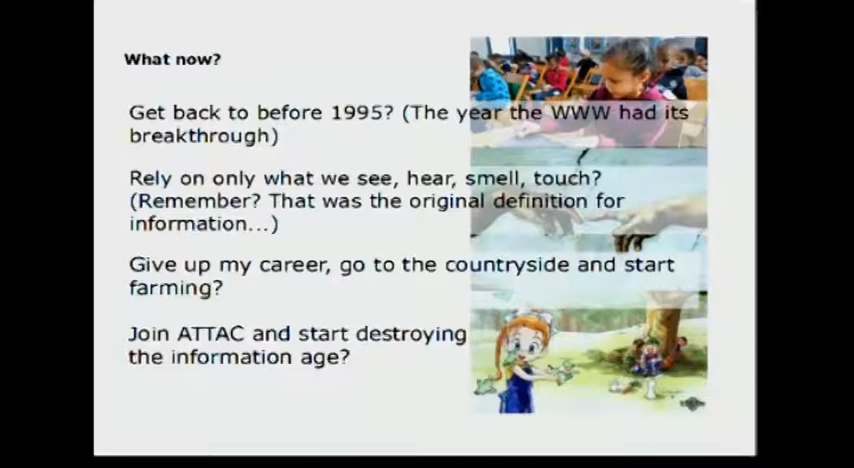 What now?
Get back to before 1995? (The year the WWW had its
breakthrough)
Rely on only what we see, hear, smell, touch?
(Remember? That was the original definition for
information...)
Give up my career, go to the countryside and start
farming?
Join ATTAC and start destroying
the information age?